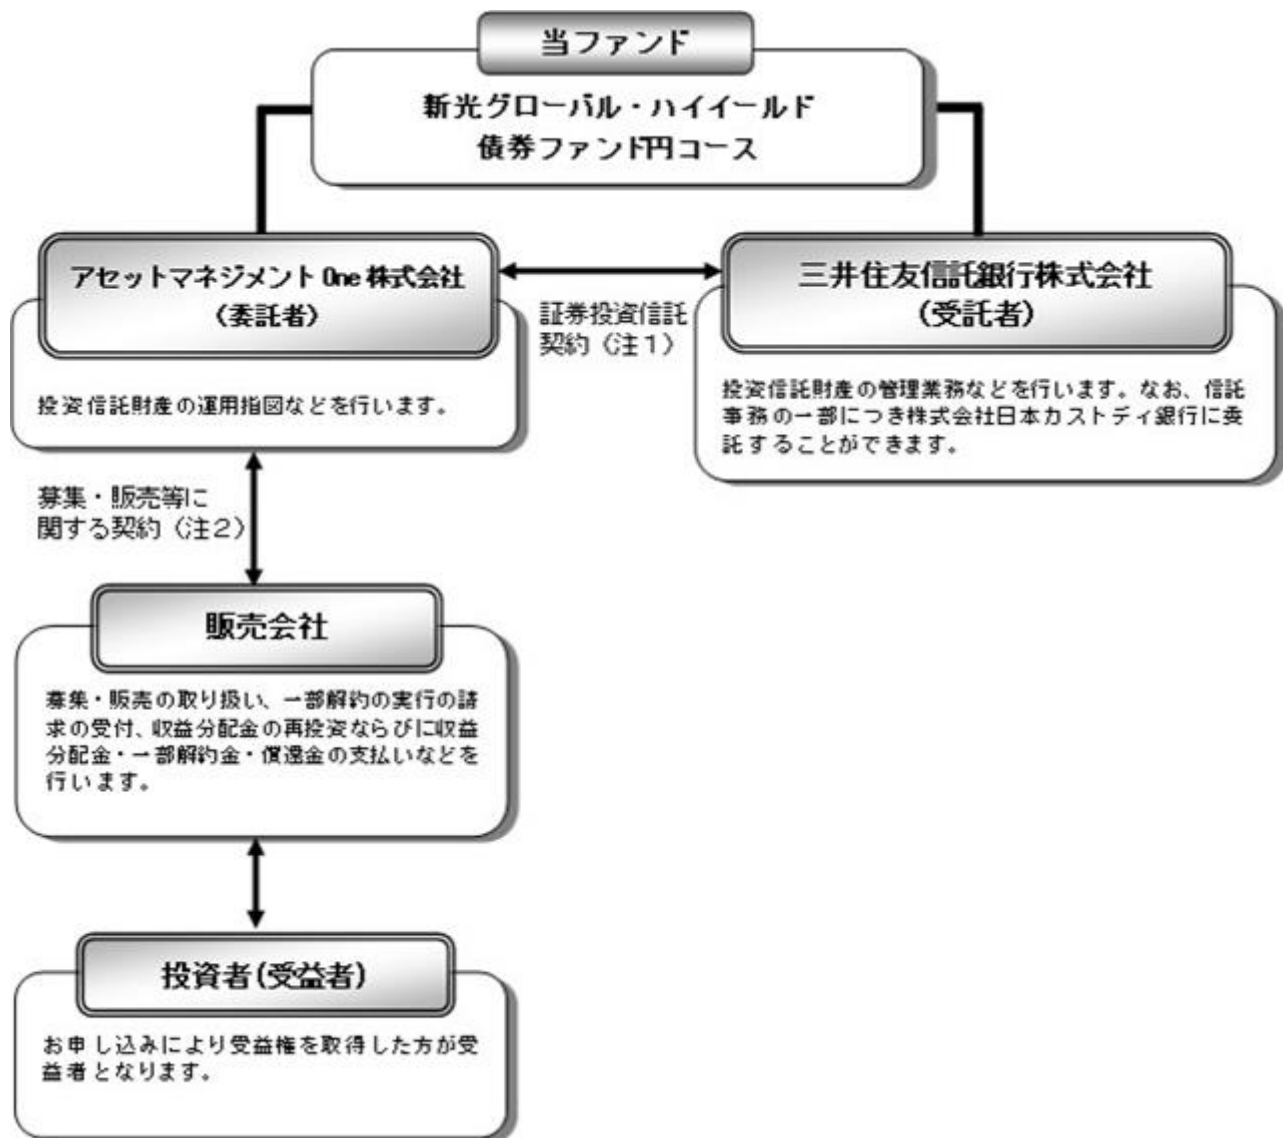 当ファンド
新光グローバル・ハイイールド
債券ファンド円コース
アセットマネジメント One 株式会社
（委託者）
投資信託財産の運用指図などを行います。
証券投資信託
契約（注１）
三井住友信託銀行株式会社
（受託者）
投資信託財産の管理業務などを行います。なお、信託
事務の一部につき株式会社日本カストディ銀行に委
託することができます。
募集・販売等に
関する契約（注２）
販売会社
募集・販売の取り扱い、一部解約の実行の請
求の受付、収益分配金の再投資ならびに収益
分配金・一部解約金・償還金の支払いなどを
行います。
投資者(受益者)
お申し込みにより受益権を取得した方が受
益者となります。